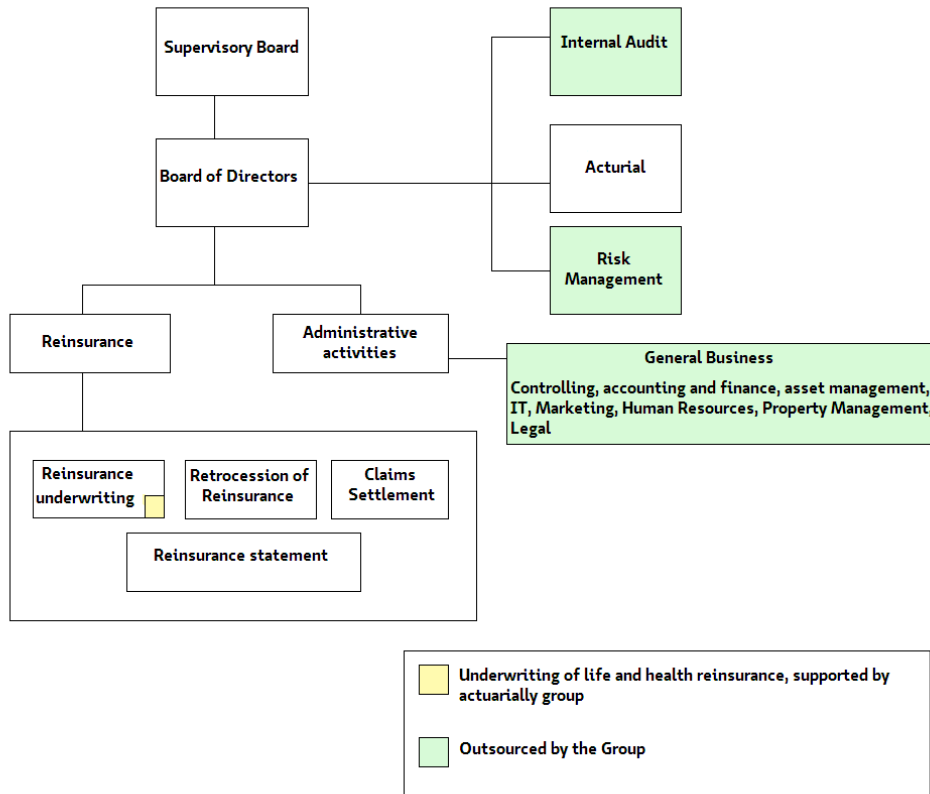 Supervisory Board
Internal Audit
Board of Directors
Acturial
Risk
Management
Reinsurance
Administrative
activities
General Business
Controlling, accounting and finance, asset management,
IT, Marketing, Human Resources, Property Management,
Legal
Reinsurance
underwriting
Retrocession of
Reinsurance
Claims
Settlement
Reinsurance statement
Underwriting of life and health reinsurance, supported by
actuarially group
Outsourced by the Group